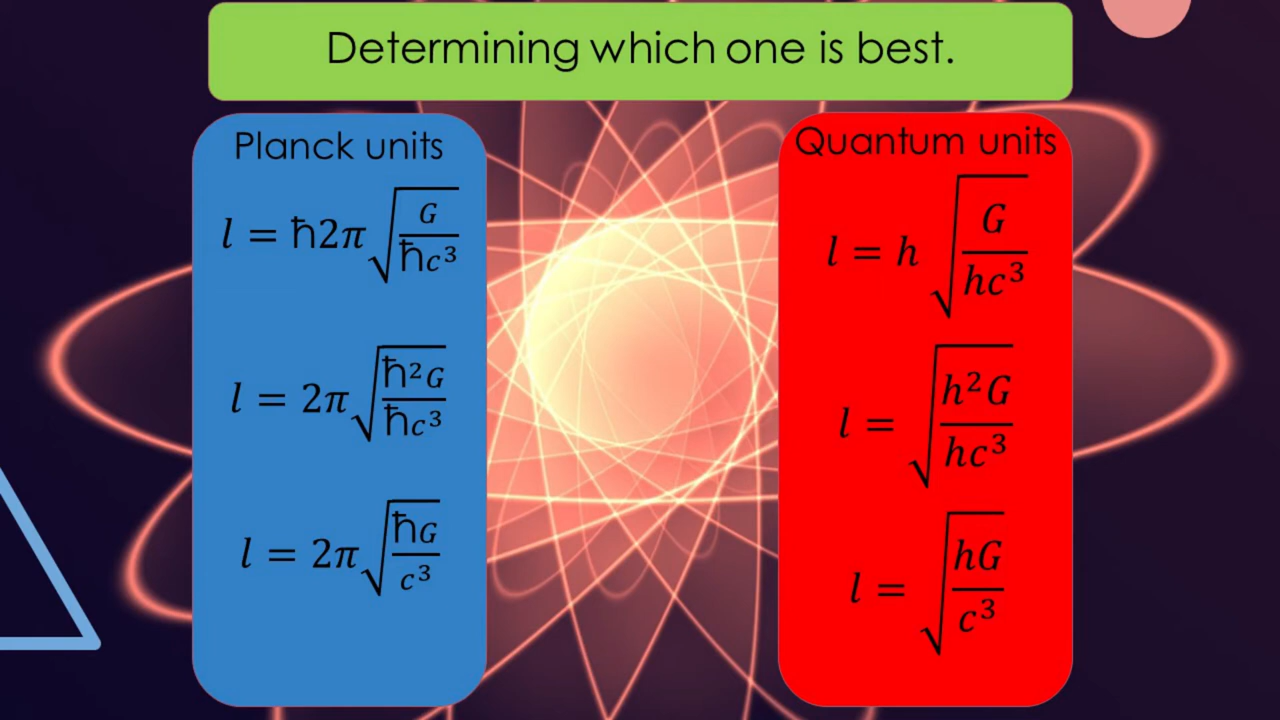 Determining which one is best.
Planck units
l = ħ2π√(G/ħc³)
l = 2π√(ħ²G/ħc³)
l = 2π√(ħG/c³)
Quantum units
l = h √(G/hc³)
l = √(h²G/hc³)
l = √(hG/c³)